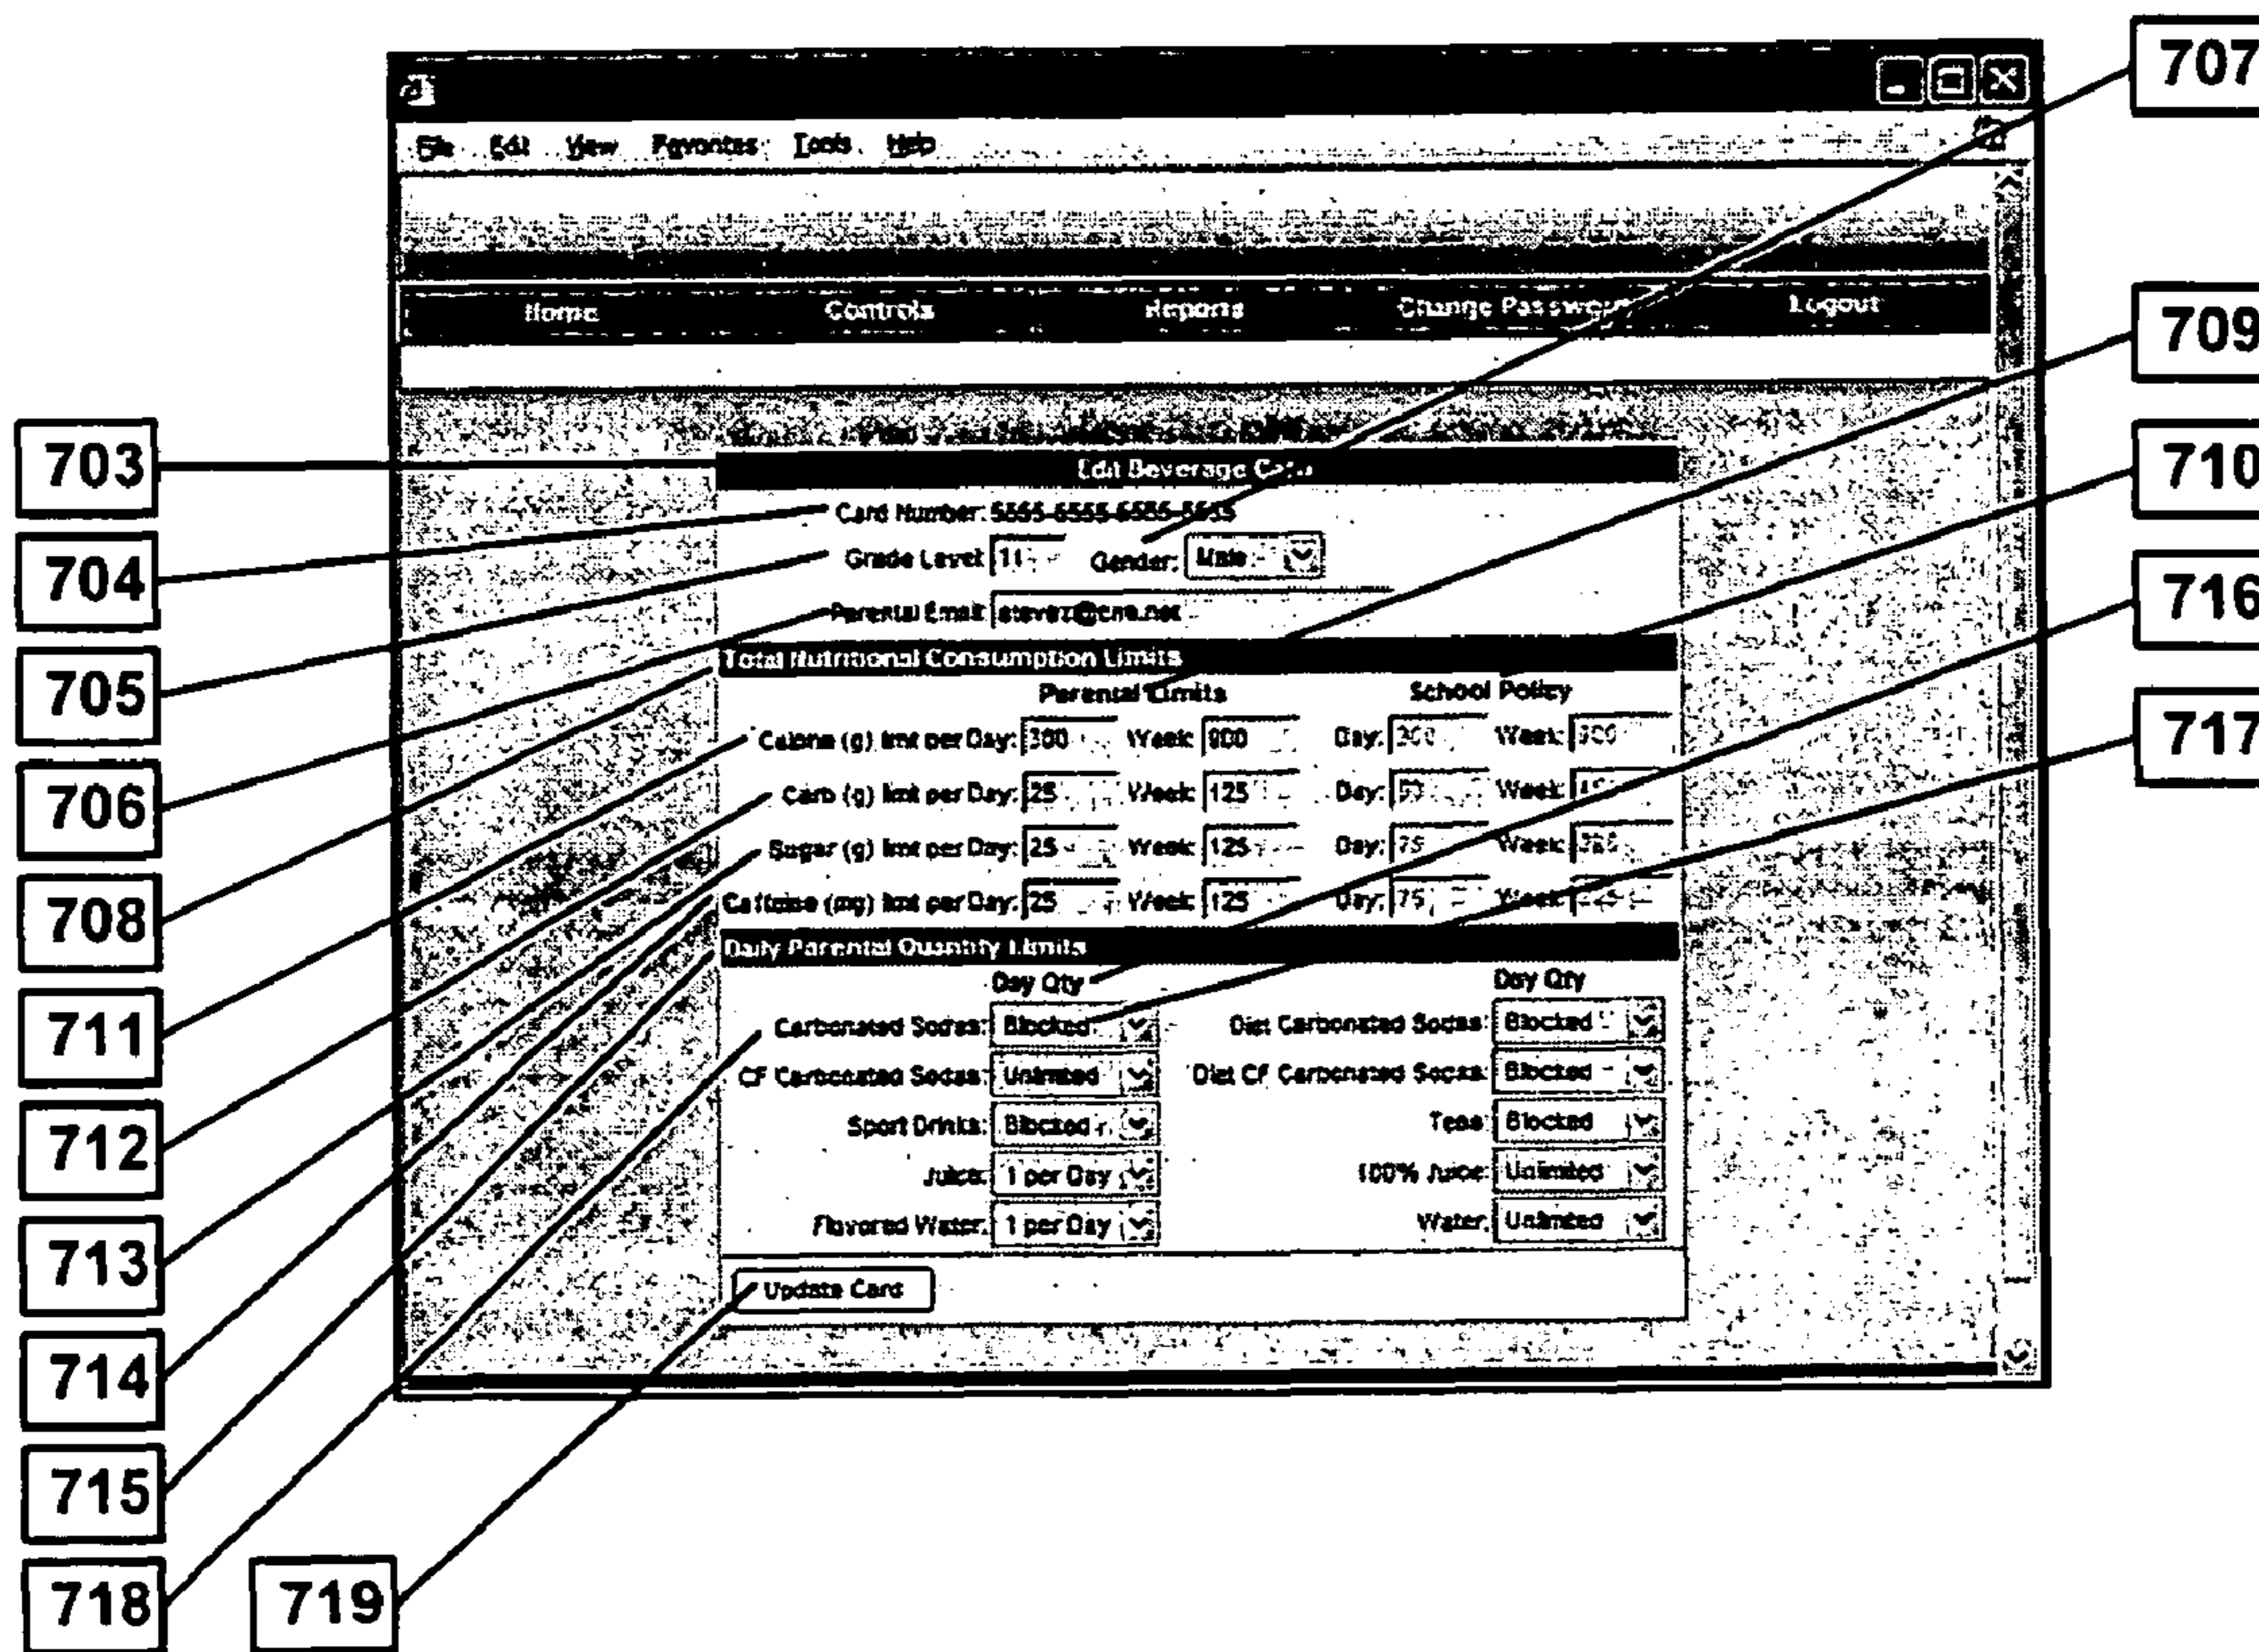 707
File Edit View Favorites Tools Help
Home Controls Reports Change Password Logout
709
703
Edit Beverage Card
710
Card Number: 5555-5555-5555-5555
704
Grade Level: 11 Gender: Male
716
Parental Email:
705
Total Nutritional Consumption Limits
Parental Limits School Policy
717
Calorie (g) limit per Day: 300 Week: 900 Day: Week:
706
Carb (g) limit per Day: 25 Week: 125 Day: 50 Week:
Sugar (g) limit per Day: 25 Week: 125 Day: 75 Week:
708
Caffeine (mg) limit per Day: 25 Week: 125 Day: 75 Week:
Daily Parental Quantity Limits
Day Qty Day Qty
711
Carbonated Sodas: Blocked Diet Carbonated Sodas: Blocked
CF Carbonated Sodas: Unlimited Diet CF Carbonated Sodas: Blocked
712
Sport Drinks: Blocked Teas: Blocked
Juice: 1 per Day 100% Juice: Unlimited
Flavored Water: 1 per Day Water: Unlimited
713
Update Card
714
715
718
719